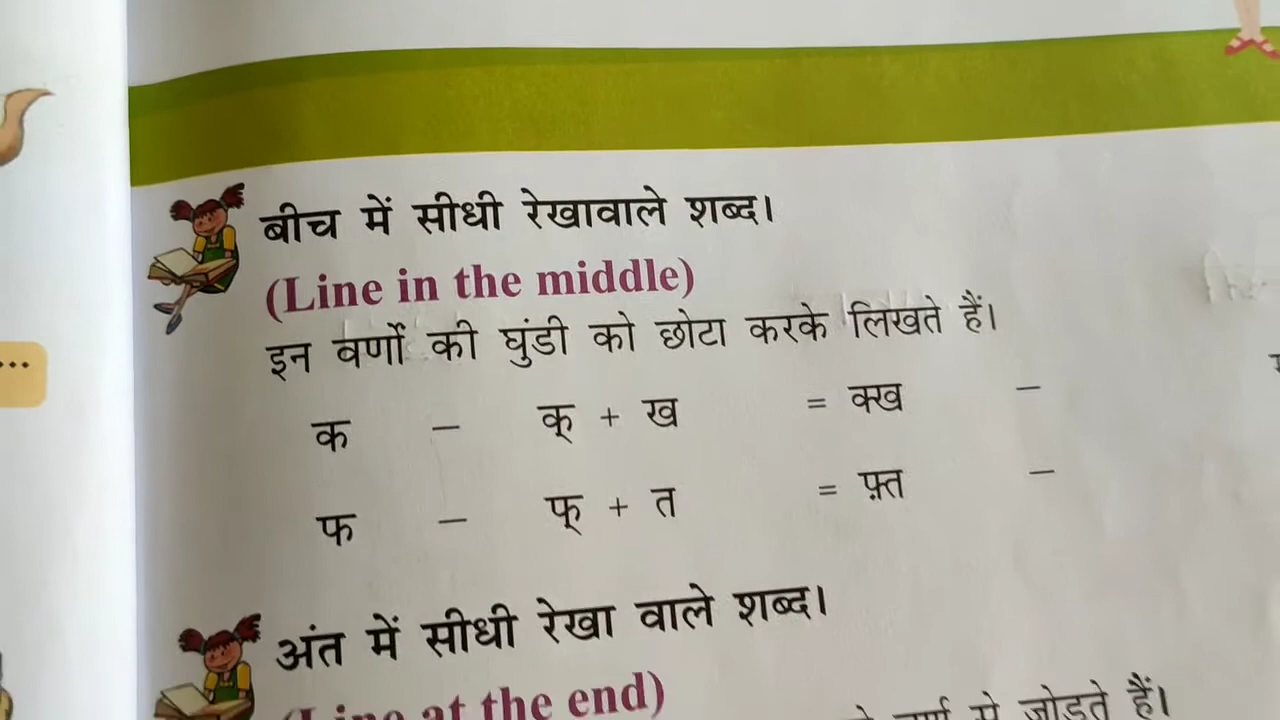 बीच में सीधी रेखावाले शब्द।
(Line in the middle)
इन वर्णों की घुंडी को छोटा करके लिखते हैं।
क – क् + ख = क्ख –
फ – फ् + त = फ़्त –
अंत में सीधी रेखा वाले शब्द।
(Line at the end)
में जोड़ते हैं।